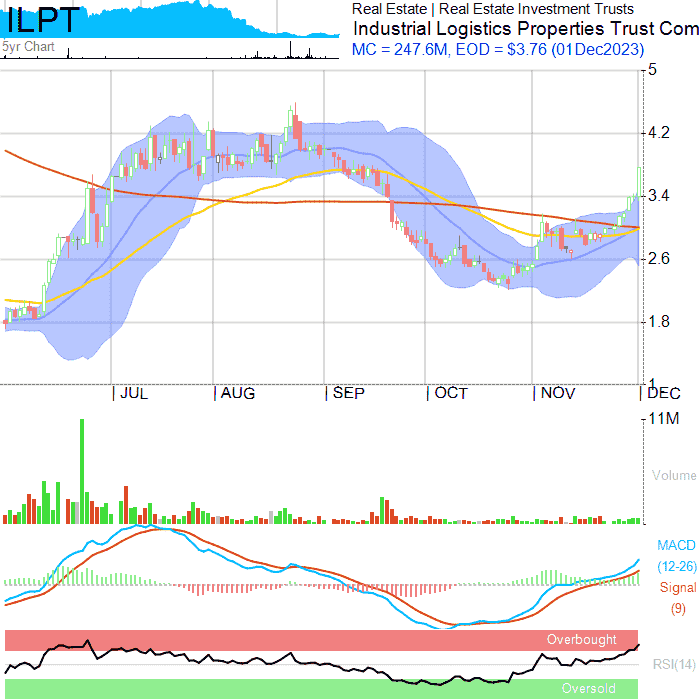 ILPT
5yr Chart
Real Estate | Real Estate Investment Trusts
Industrial Logistics Properties Trust Com
MC = 247.6M, EOD = $3.76 (01Dec2023)
5
4.2
3.4
2.6
1.8
1
JUL AUG SEP OCT NOV DEC
11M
Volume
MACD
(12-26)
Signal
(9)
Overbought
RSI(14)
Oversold